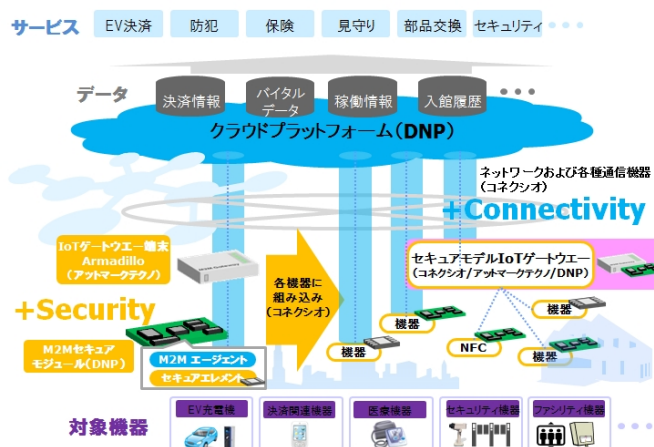 サービス
EV決済
防犯
保険
見守り
部品交換
セキュリティ
データ
決済情報
バイタル
データ
稼働情報
入館履歴
クラウドプラットフォーム(DNP)
ネットワークおよび各種通信機器
(コネクシオ)
+Connectivity
IoTゲートウエー端末
Armadillo
(アットマークテクノ)
各機器に
組み込み
(コネクシオ)
セキュアモデルIoTゲートウエー
(コネクシオ/アットマークテクノ/DNP)
+Security
機器
機器
NFC
機器
機器
M2Mセキュア
モジュール(DNP)
M2M エージェント
セキュアエレメント
対象機器
EV充電機
決済関連機器
医療機器
セキュリティ機器
ファシリティ機器